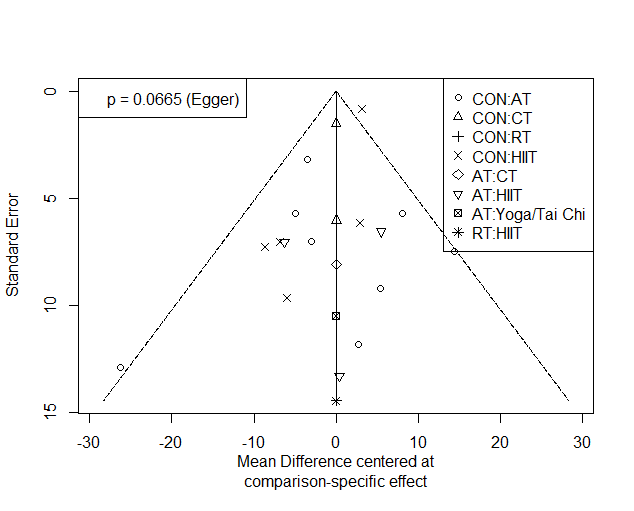 p = 0.0665 (Egger)
CON:AT
CON:CT
CON:RT
CON:HIIT
AT:CT
AT:HIIT
AT:Yoga/Tai Chi
RT:HIIT
Standard Error
0
5
10
15
-30
-20
-10
0
10
20
30
Mean Difference centered at
comparison-specific effect